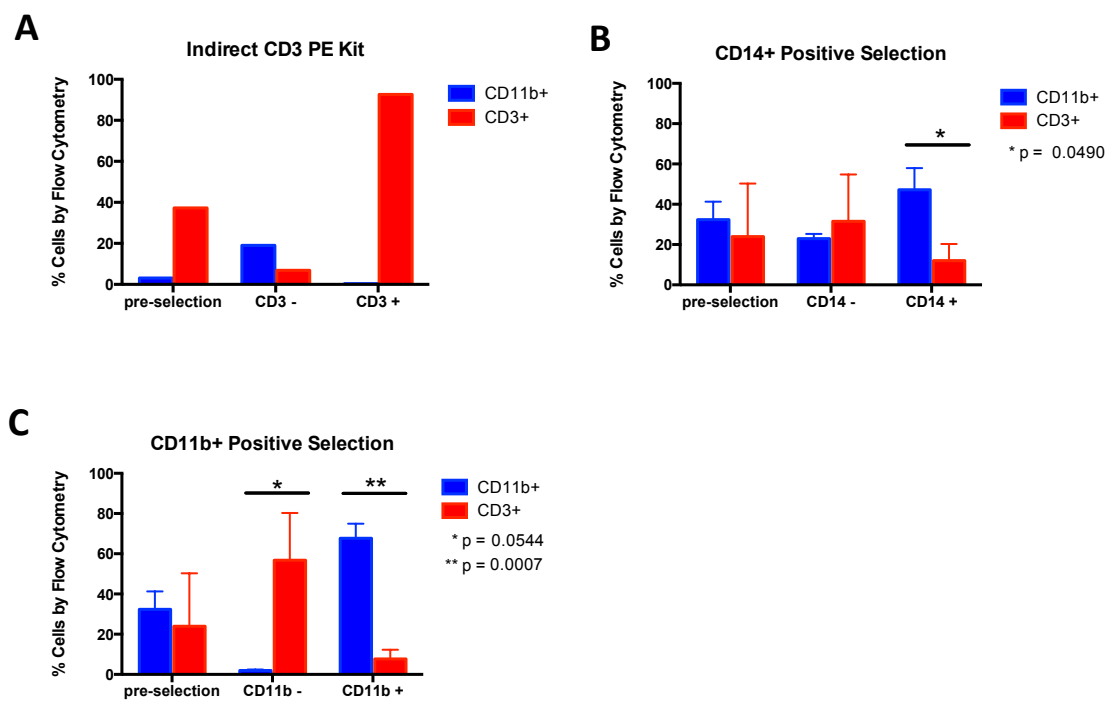 A
Indirect CD3 PE Kit
% Cells by Flow Cytometry
100
80
60
40
20
0
pre-selection CD3 - CD3 +
CD11b+
CD3+
B
CD14+ Positive Selection
% Cells by Flow Cytometry
100
80
60
40
20
0
*
pre-selection CD14 - CD14 +
CD11b+
CD3+
* p = 0.0490
C
CD11b+ Positive Selection
% Cells by Flow Cytometry
100
80
60
40
20
0
* **
pre-selection CD11b - CD11b +
CD11b+
CD3+
* p = 0.0544
** p = 0.0007